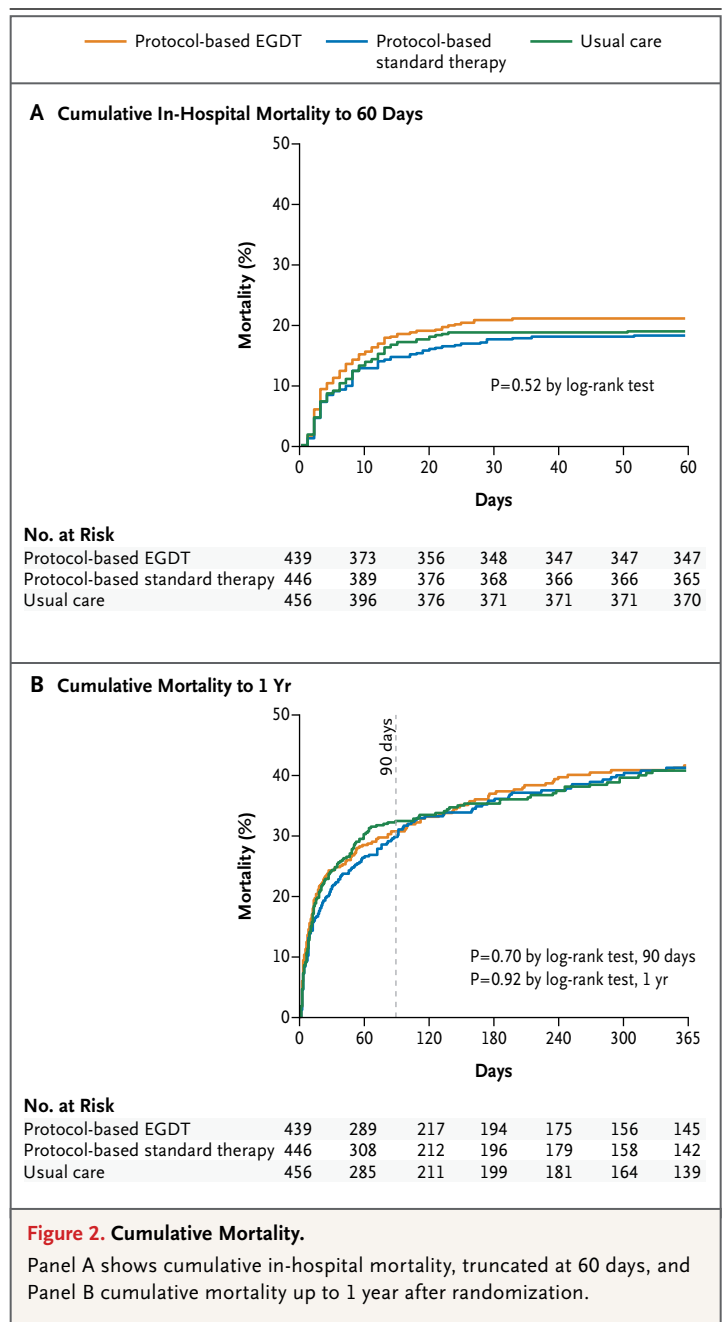 Protocol-based EGDT Protocol-based standard therapy Usual care
A Cumulative In-Hospital Mortality to 60 Days
50
40
30
20
10
0
Mortality (%)
P=0.52 by log-rank test
0 10 20 30 40 50 60
Days
No. at Risk
Protocol-based EGDT 439 373 356 348 347 347 347
Protocol-based standard therapy 446 389 376 368 366 366 365
Usual care 456 396 376 371 371 371 370
B Cumulative Mortality to 1 Yr
50
40
30
20
10
0
Mortality (%)
90 days
P=0.70 by log-rank test, 90 days
P=0.92 by log-rank test, 1 yr
0 60 120 180 240 300 365
Days
No. at Risk
Protocol-based EGDT 439 289 217 194 175 156 145
Protocol-based standard therapy 446 308 212 196 179 158 142
Usual care 456 285 211 199 181 164 139
Figure 2. Cumulative Mortality.
Panel A shows cumulative in-hospital mortality, truncated at 60 days, and
Panel B cumulative mortality up to 1 year after randomization.